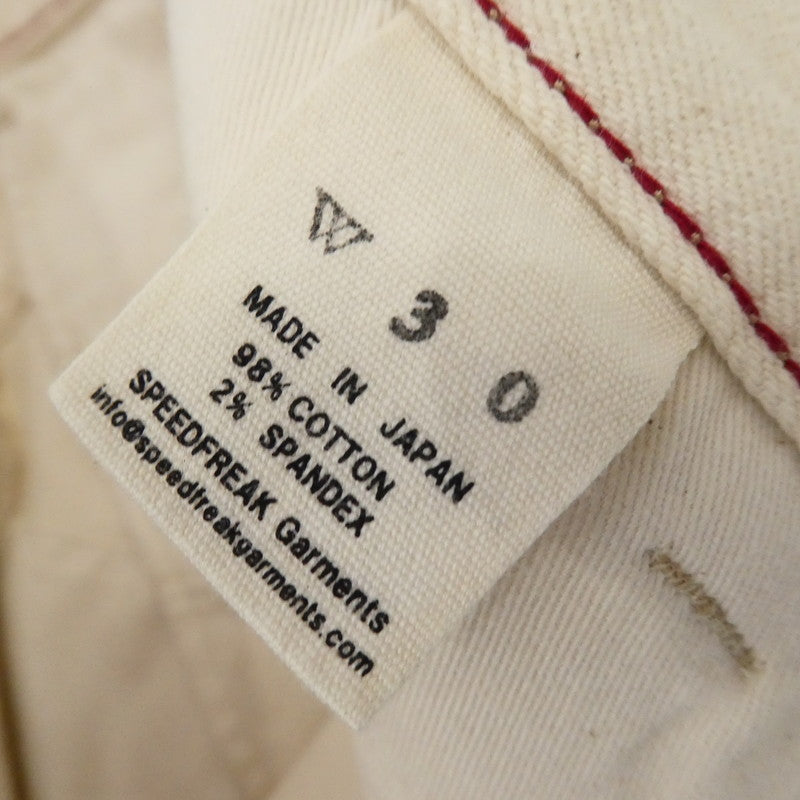 W 3 0
MADE IN JAPAN
98% COTTON
2% SPANDEX
SPEEDFREAK Garments
info@speedfreakgarments.com